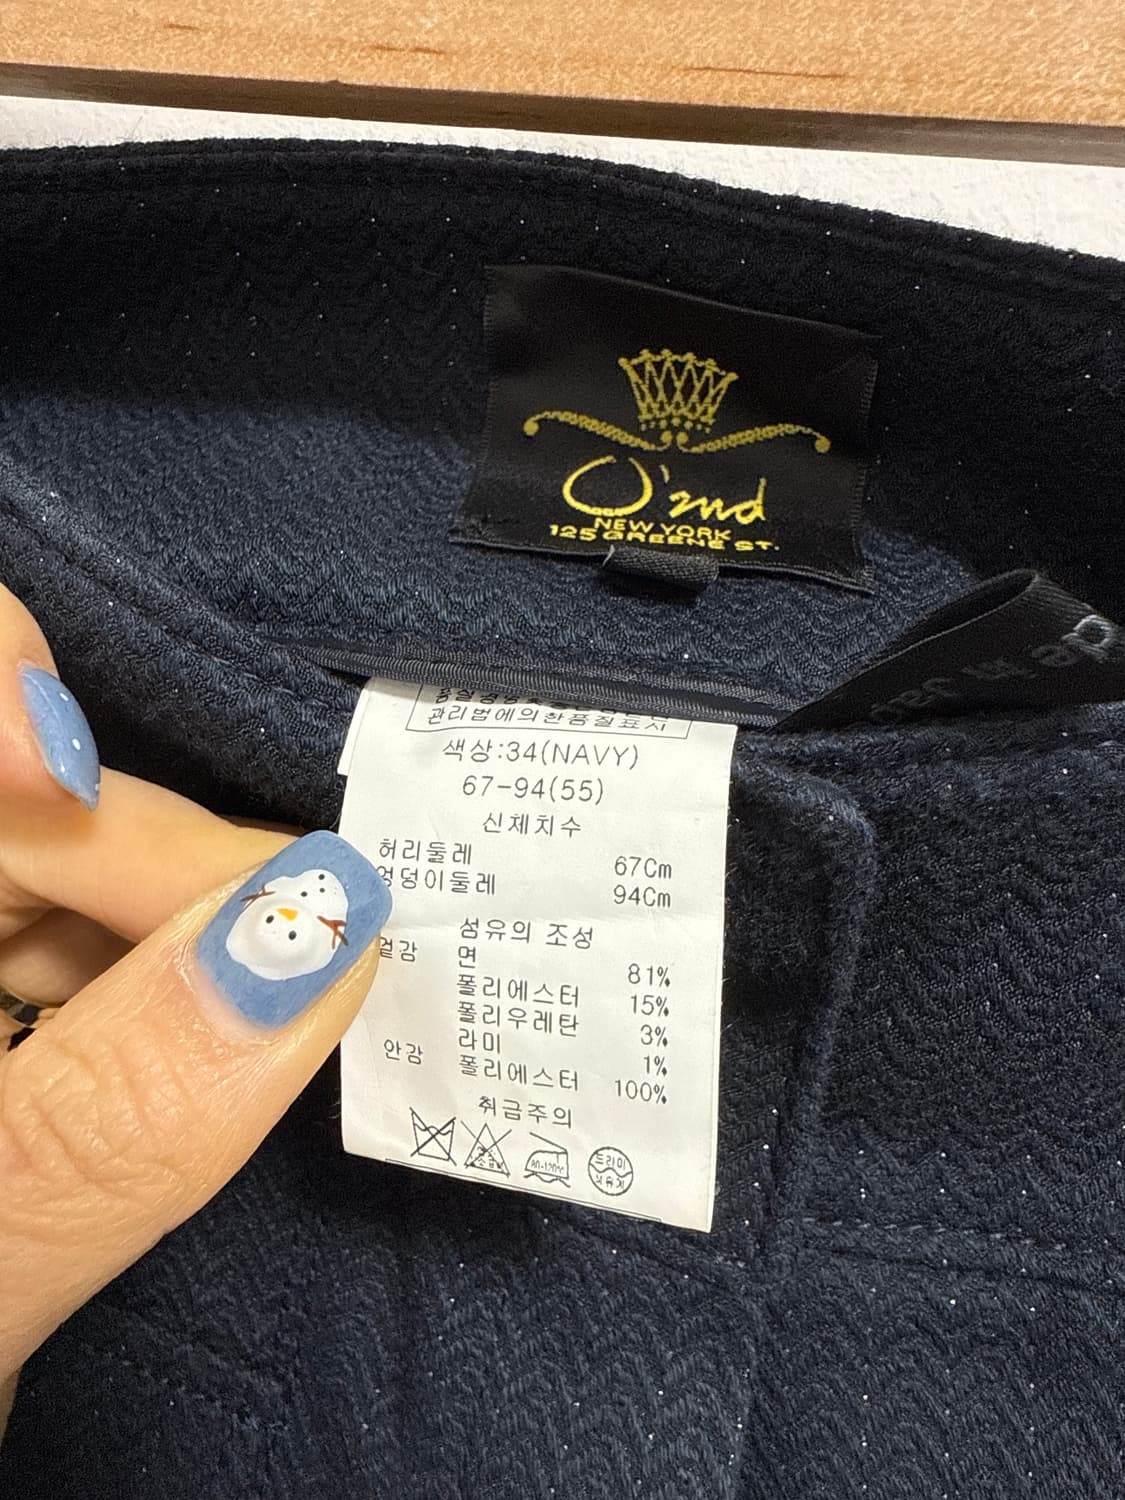 O'2nd
NEW YORK
125 GREENE ST.
관리법에의한품질표시
색상:34(NAVY)
67-94(55)
신체치수
허리둘레 67Cm
엉덩이둘레 94Cm
섬유의 조성
겉감 면 81%
폴리에스터 15%
폴리우레탄 3%
라미 1%
안감 폴리에스터 100%
취급주의
드라이